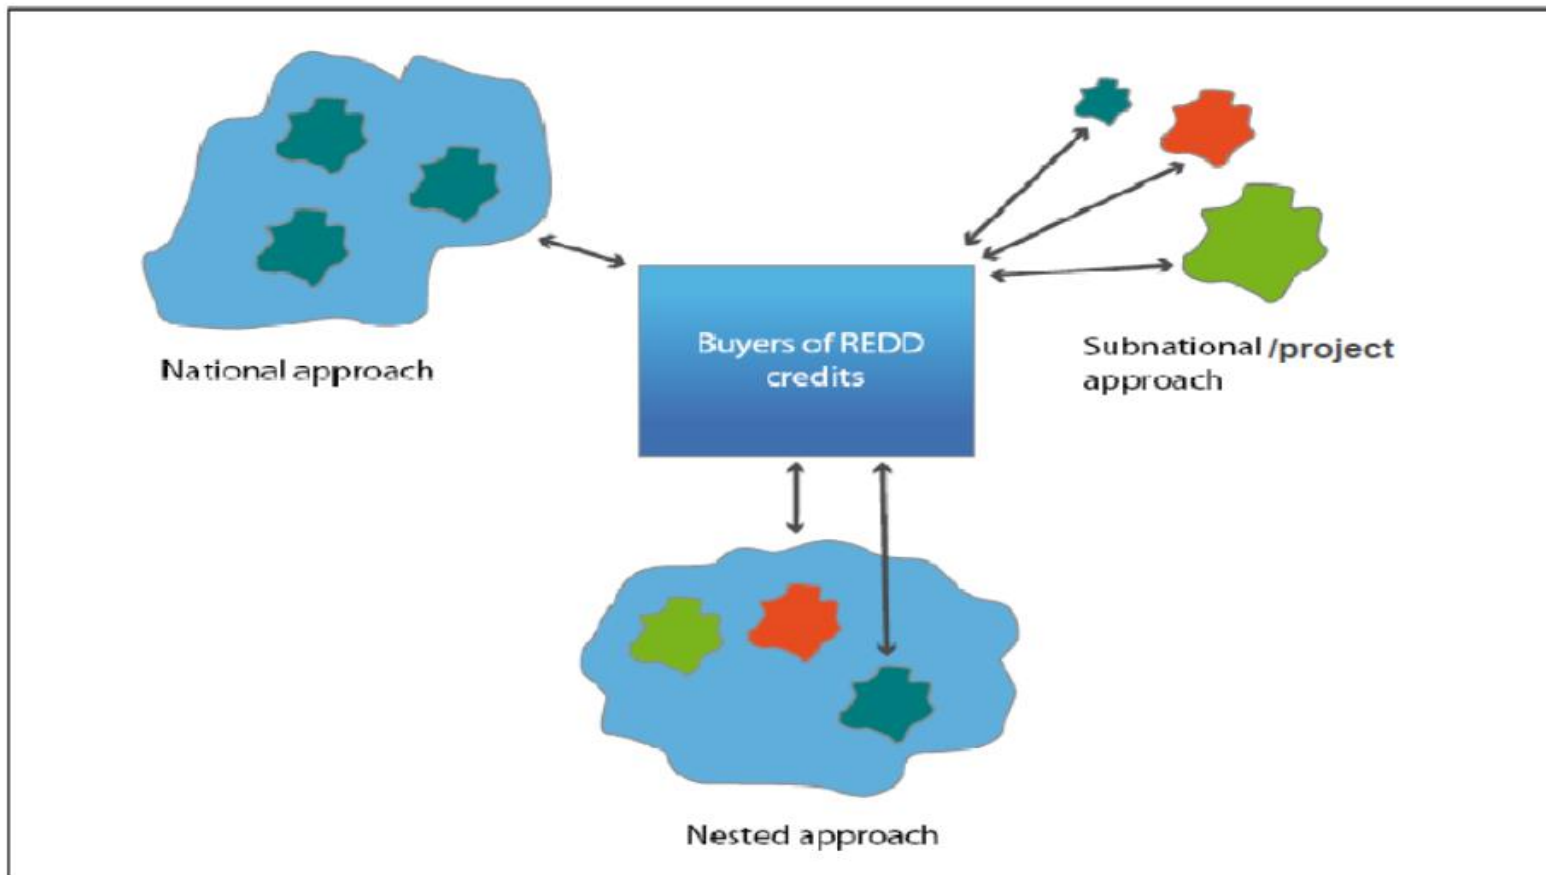 National approach
Buyers of REDD
credits
Subnational /project
approach
Nested approach